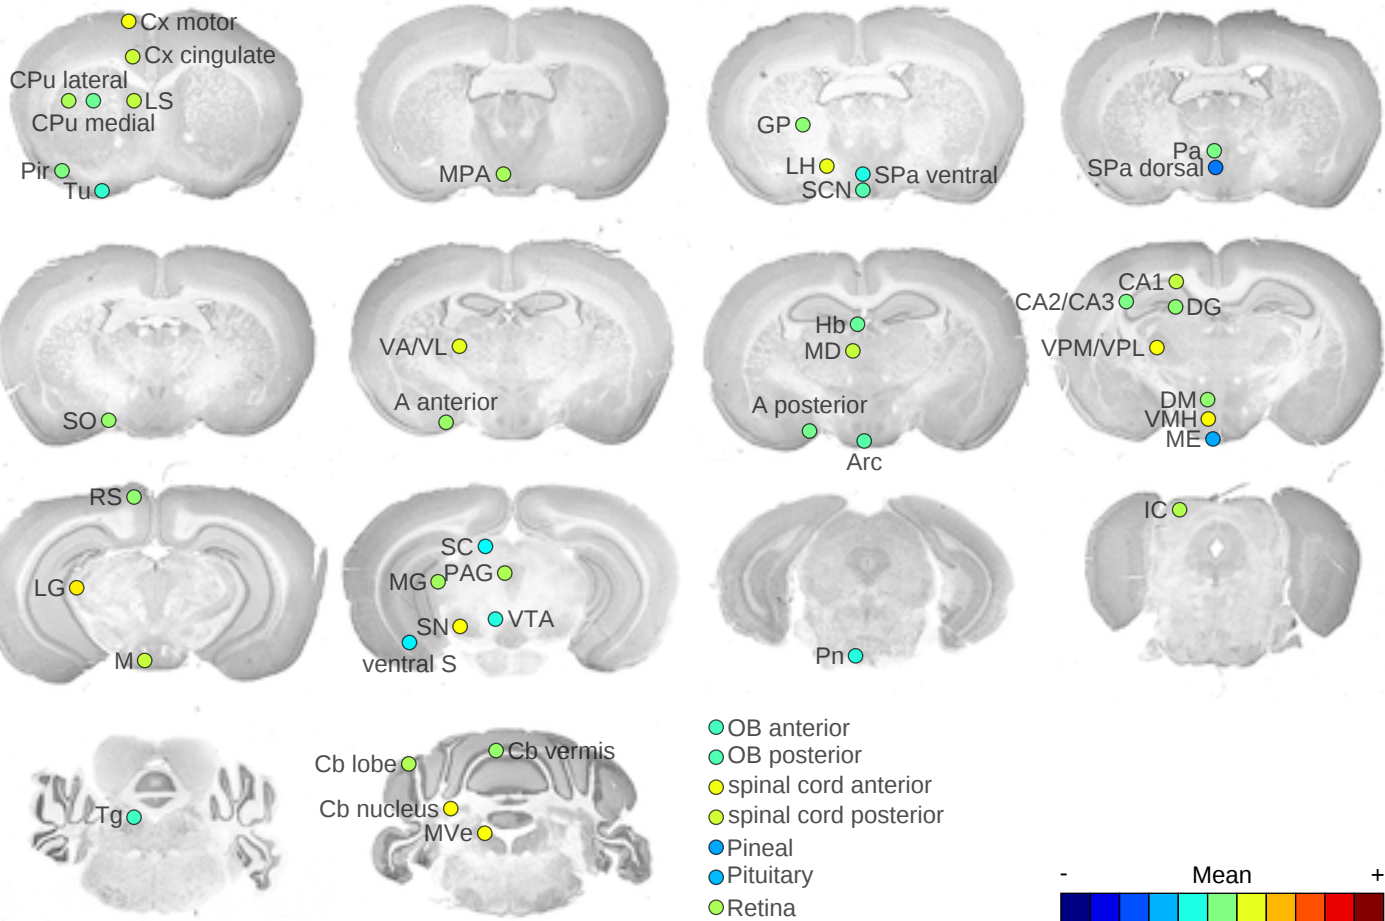 Cx motor
Cx cingulate
CPu lateral
LS
CPu medial
Pir
Tu
MPA
GP
LH
SPa ventral
SCN
Pa
SPa dorsal
SO
VA/VL
A anterior
Hb
MD
A posterior
Arc
CA1
CA2/CA3
DG
VPM/VPL
DM
VMH
ME
RS
LG
M
SC
MG
PAG
SN
VTA
ventral S
Pn
IC
Tg
Cb lobe
Cb vermis
Cb nucleus
MVe
OB anterior
OB posterior
spinal cord anterior
spinal cord posterior
Pineal
Pituitary
Retina
- Mean +